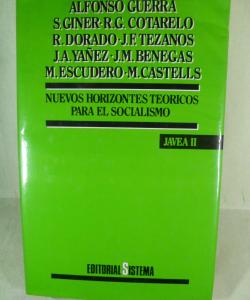 ALFONSO GUERRA
S.GINER-R.G. COTARELO
R. DORADO-J.F. TEZANOS
J.A. YAÑEZ-J.M. BENEGAS
M. ESCUDERO-M. CASTELLS
NUEVOS HORIZONTES TEORICOS
PARA EL SOCIALISMO
JAVEA II
EDITORIAL SISTEMA